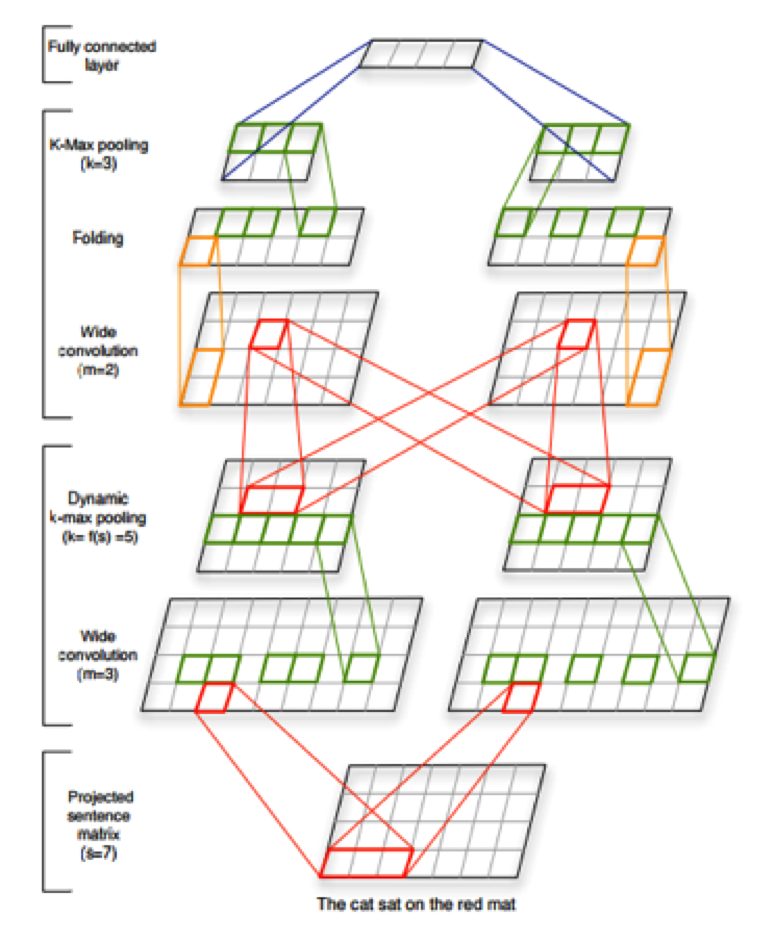 Fully connected
layer
K-Max pooling
(k=3)
Folding
Wide
convolution
(m=2)
Dynamic
k-max pooling
(k= f(s) =5)
Wide
convolution
(m=3)
Projected
sentence
matrix
(s=7)
The cat sat on the red mat